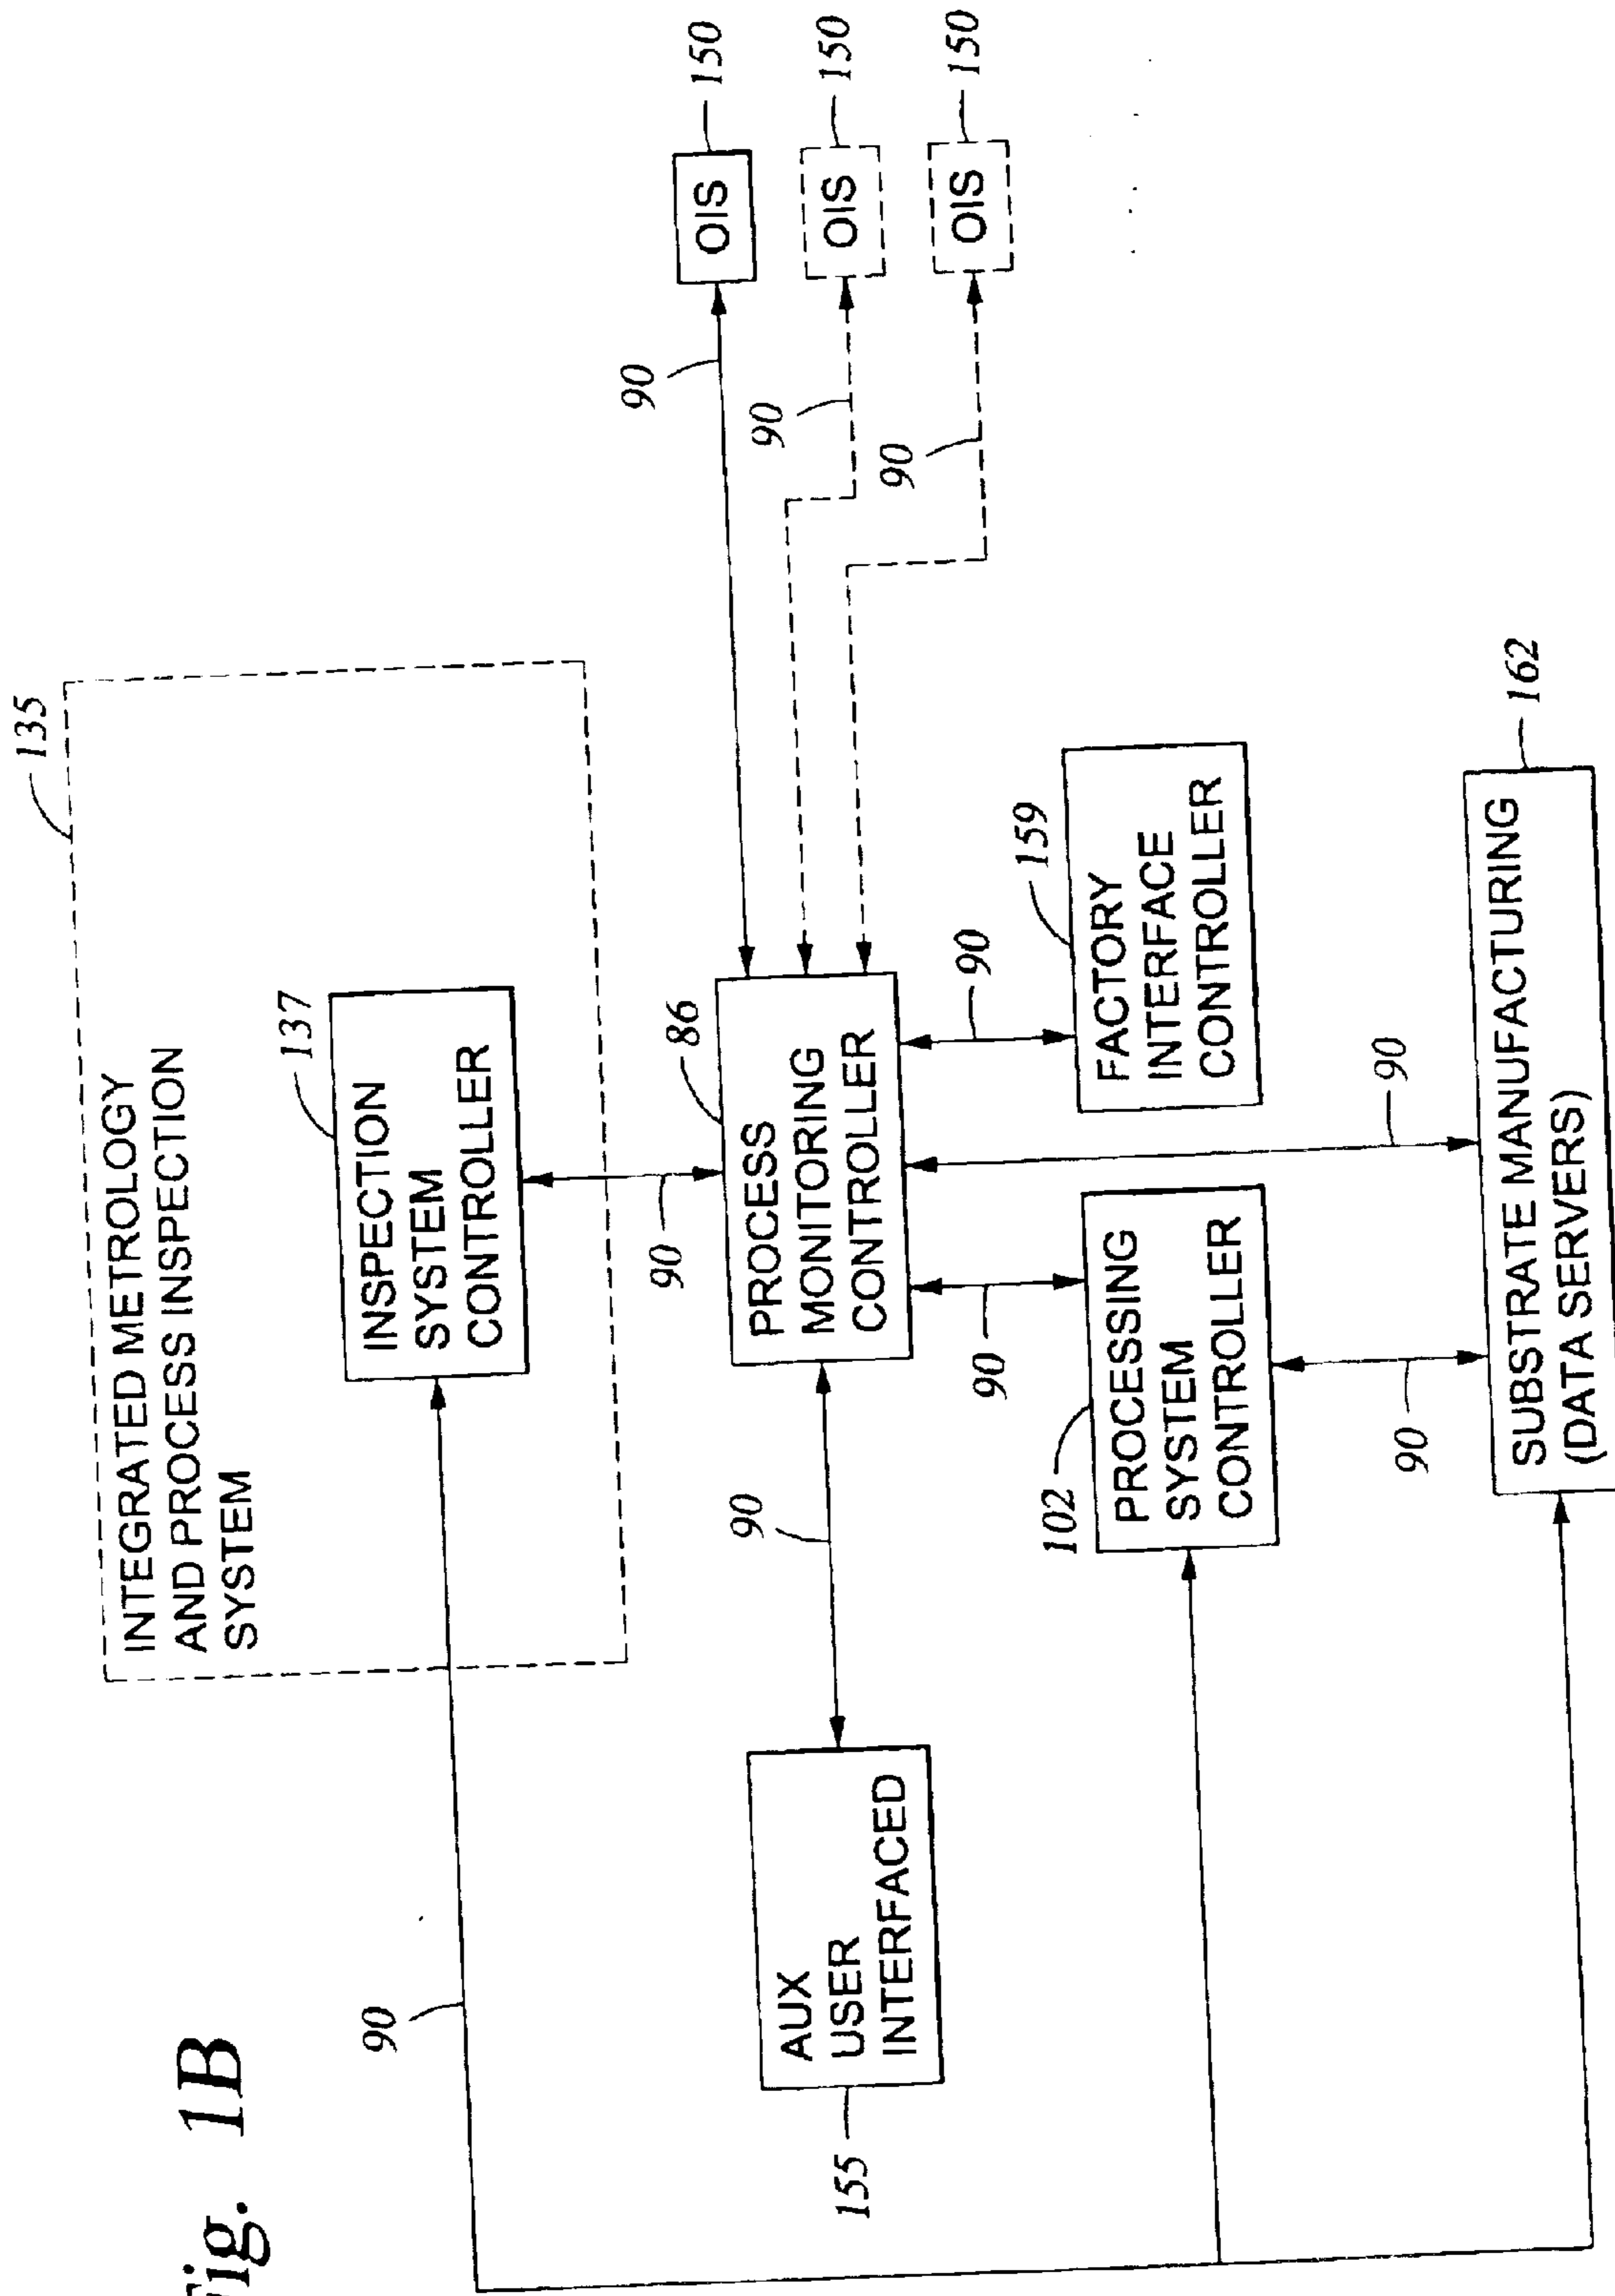 Fig. 1B
135
INTEGRATED METROLOGY
AND PROCESS INSPECTION
SYSTEM
137
INSPECTION
SYSTEM
CONTROLLER
90
90
86
PROCESS
MONITORING
CONTROLLER
90
AUX
USER
INTERFACED
155
90
OIS
150
90
OIS
150
90
OIS
150
90
159
FACTORY
INTERFACE
CONTROLLER
90
102
PROCESSING
SYSTEM
CONTROLLER
90
90
162
SUBSTRATE MANUFACTURING
(DATA SERVERS)